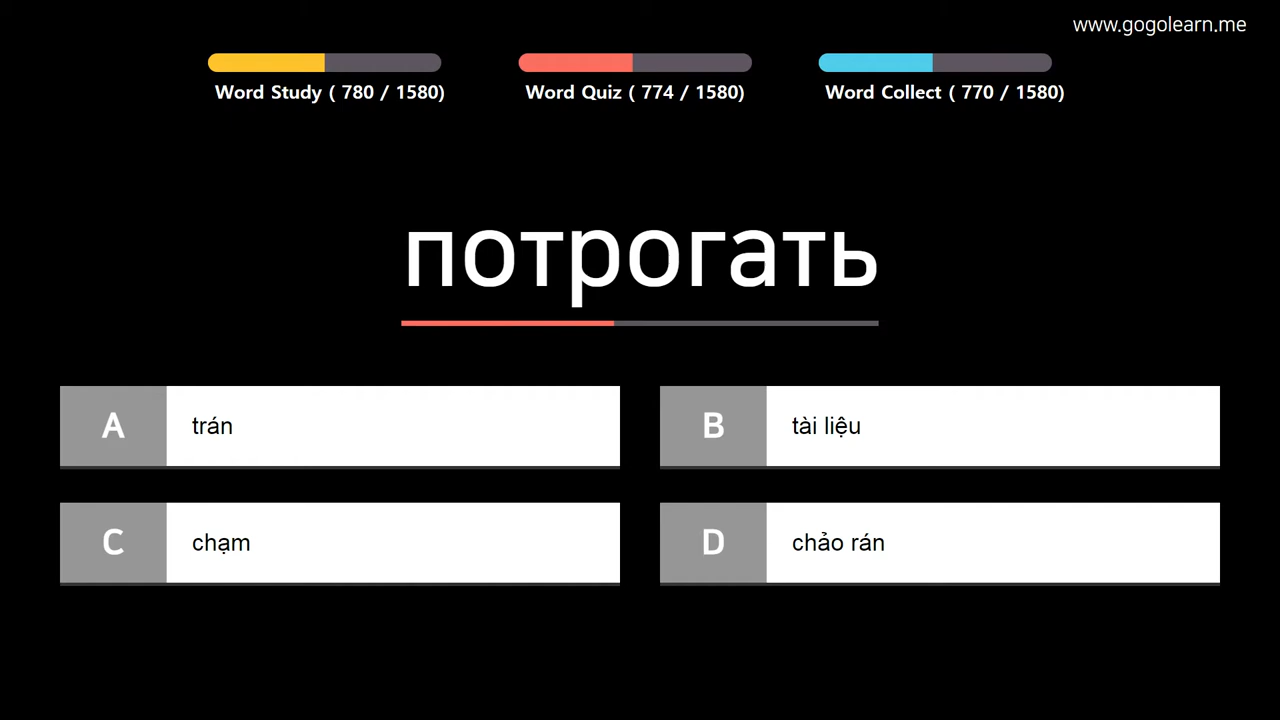 www.gogolearn.me
Word Study ( 780 / 1580)
Word Quiz ( 774 / 1580)
Word Collect ( 770 / 1580)
потрогать
A trán
B tài liệu
C chạm
D chảo rán